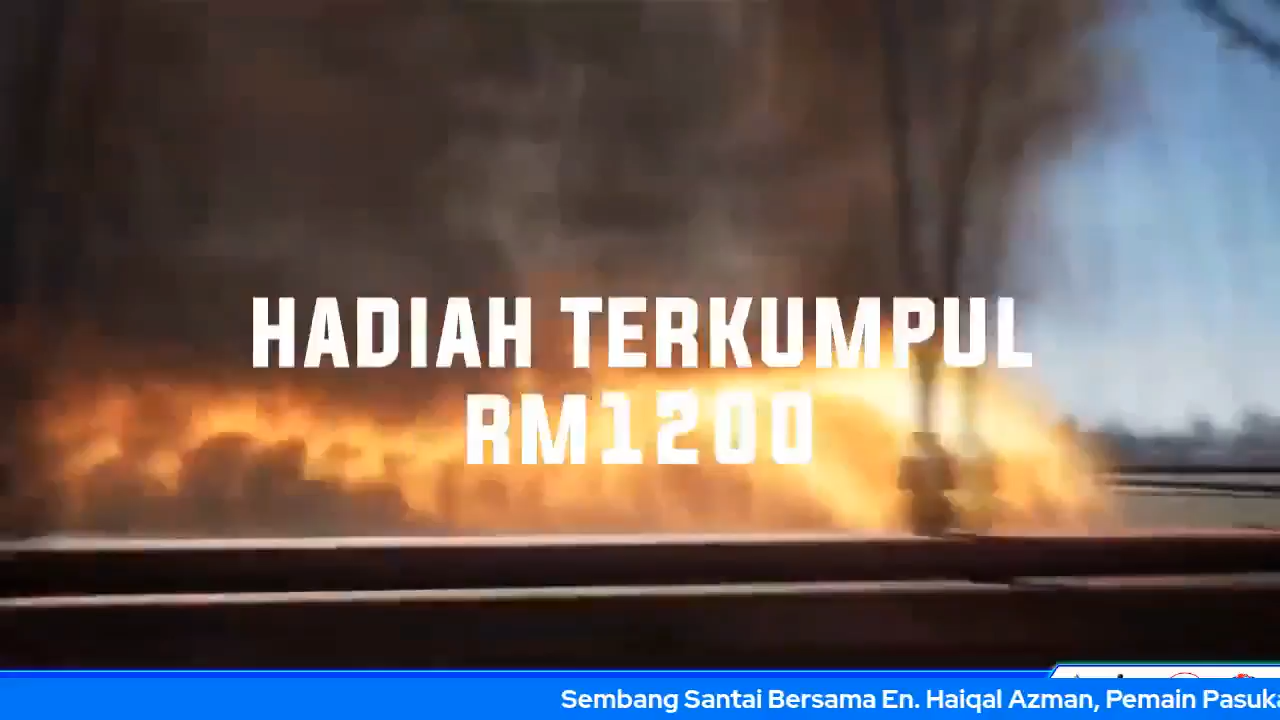 HADIAH TERKUMPUL
RM1200
Sembang Santai Bersama En. Haiqal Azman, Pemain